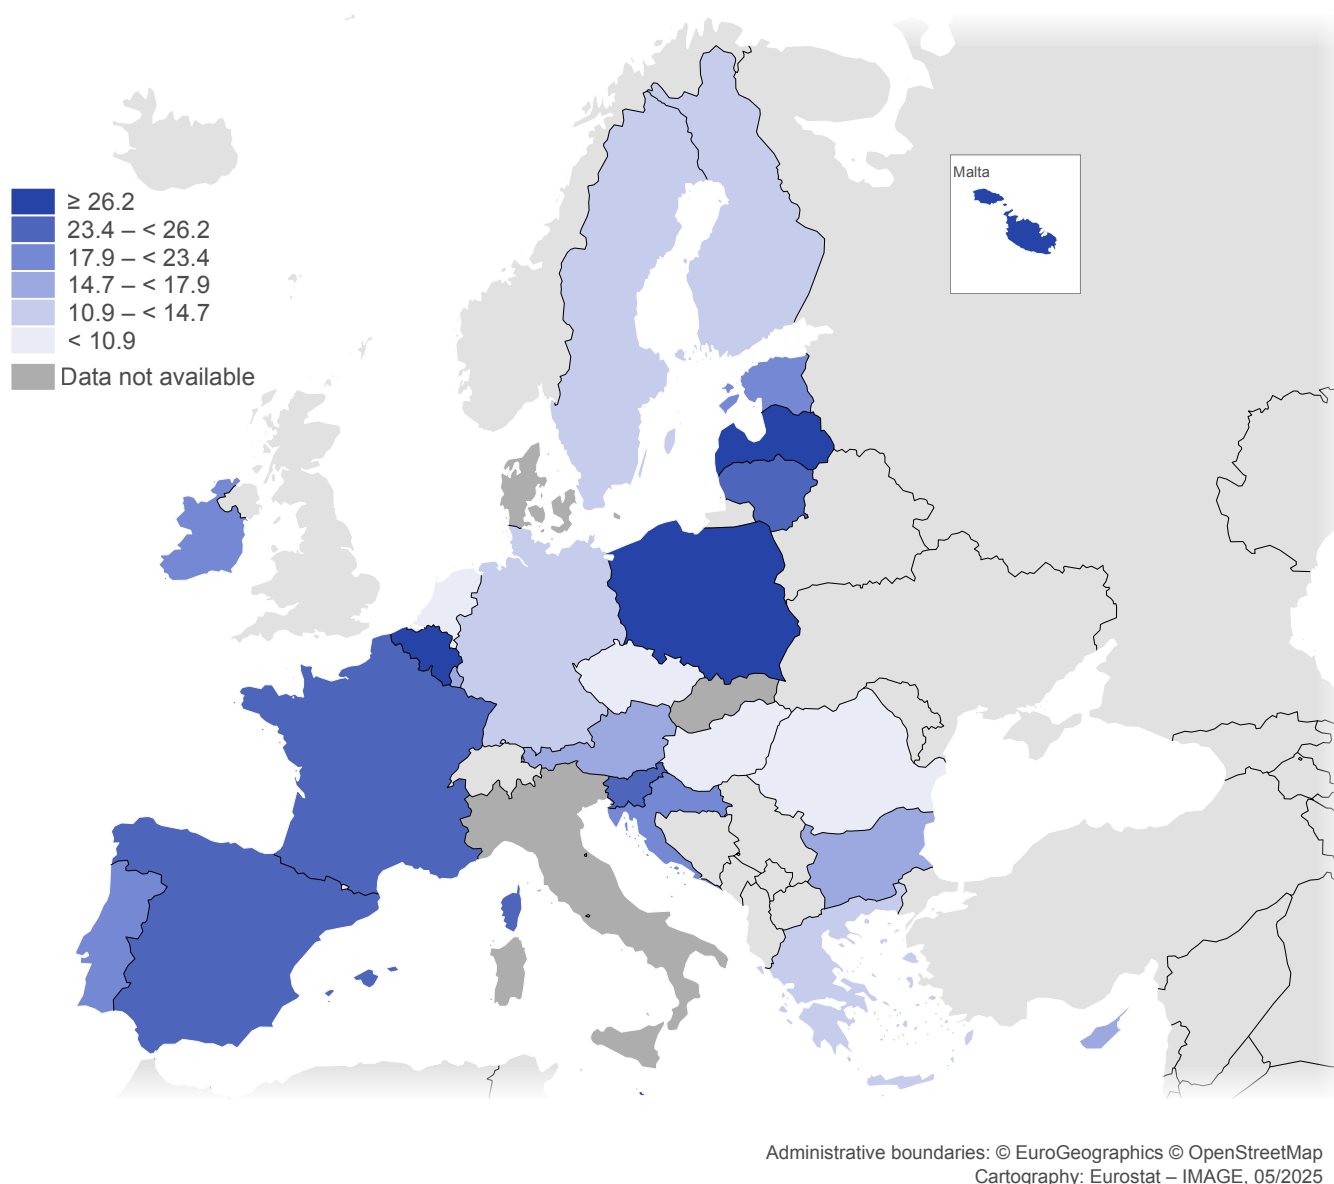 Malta
≥ 26.2
23.4 – < 26.2
17.9 – < 23.4
14.7 – < 17.9
10.9 – < 14.7
< 10.9
Data not available
Administrative boundaries: © EuroGeographics © OpenStreetMap
Cartography: Eurostat – IMAGE, 05/2025